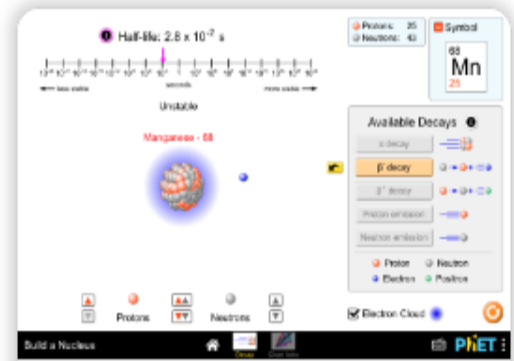 Half-life: 2.8 x 10⁻² s
seconds
less stable
more stable
Unstable
Manganese - 68
Protons: 25
Neutrons: 43
Symbol
68
Mn
25
Available Decays
α decay
β⁻ decay
β⁺ decay
Proton emission
Neutron emission
Proton
Neutron
Electron
Positron
Protons
Neutrons
Electron Cloud
Build a Nucleus
Decay
PhET